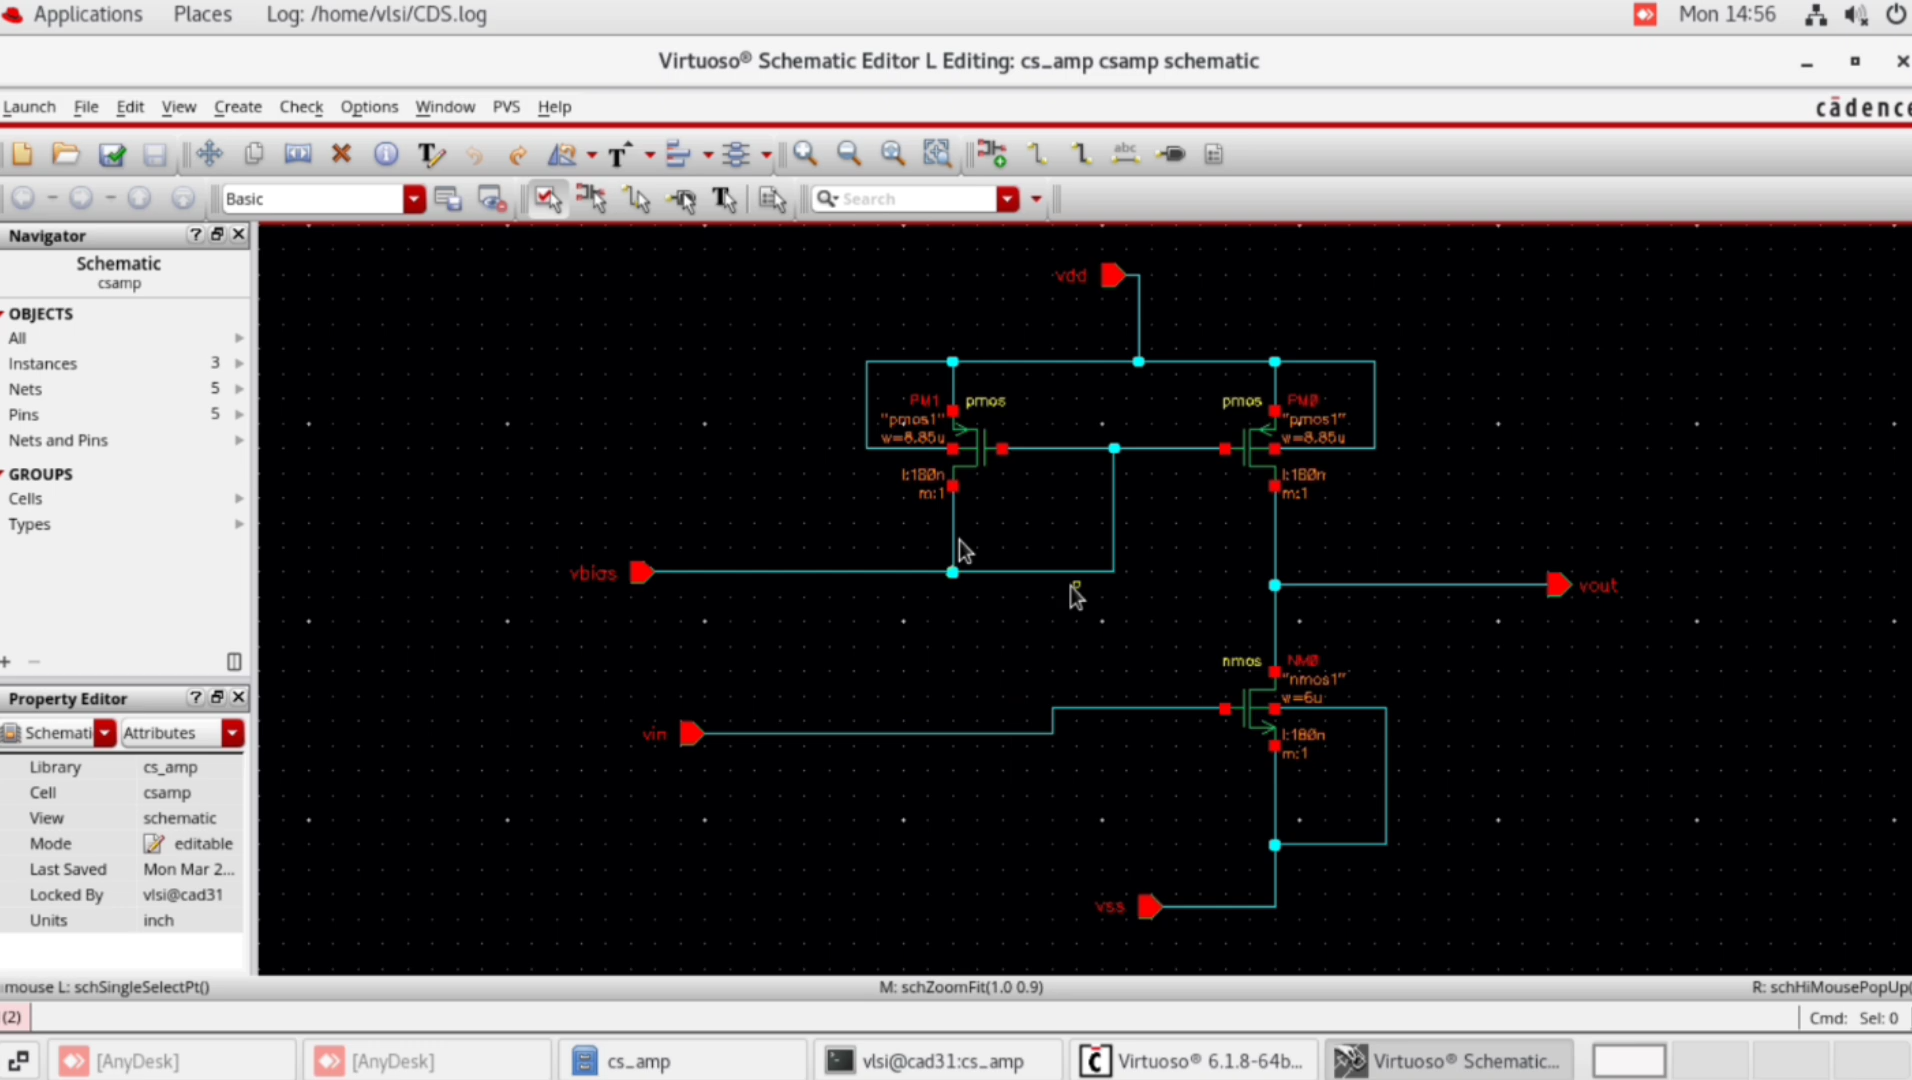 Applications Places Log: /home/vlsi/CDS.log Mon 14:56
Virtuoso® Schematic Editor L Editing: cs_amp csamp schematic
Launch File Edit View Create Check Options Window PVS Help cādence
abc
Basic Search
Navigator
Schematic
csamp
OBJECTS
All
Instances 3
Nets 5
Pins 5
Nets and Pins
GROUPS
Cells
Types
Property Editor
Schemati Attributes
Library cs_amp
Cell csamp
View schematic
Mode editable
Last Saved Mon Mar 2...
Locked By vlsi@cad31
Units inch
vdd
PM1 pmos
"pmos1"
w=8.85u
l:180n
m:1
pmos PM0
"pmos1"
w=8.85u
l:180n
m:1
vbias
vout
nmos NM0
"nmos1"
w=6u
l:180n
m:1
vin
vss
mouse L: schSingleSelectPt() M: schZoomFit(1.0 0.9) R: schHiMousePopUp(
(2) Cmd: Sel: 0
[AnyDesk] [AnyDesk] cs_amp vlsi@cad31:cs_amp Virtuoso® 6.1.8-64b... Virtuoso® Schematic...